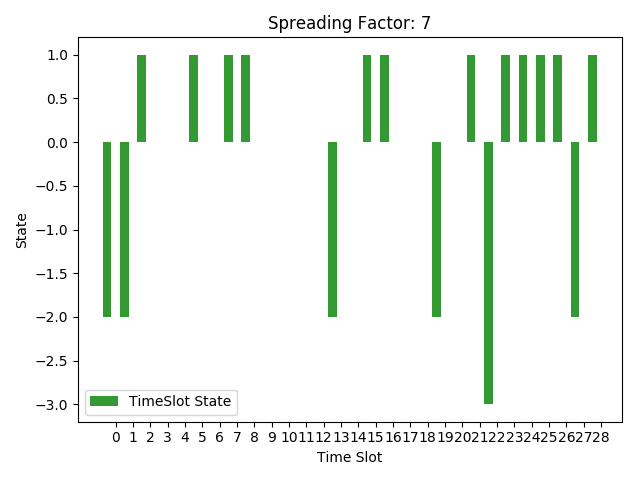 Spreading Factor: 7
1.0
0.5
0.0
−0.5
−1.0
−1.5
−2.0
−2.5
−3.0
State
TimeSlot State
0 1 2 3 4 5 6 7 8 9 10 11 12 13 14 15 16 17 18 19 20 21 22 23 24 25 26 27 28
Time Slot